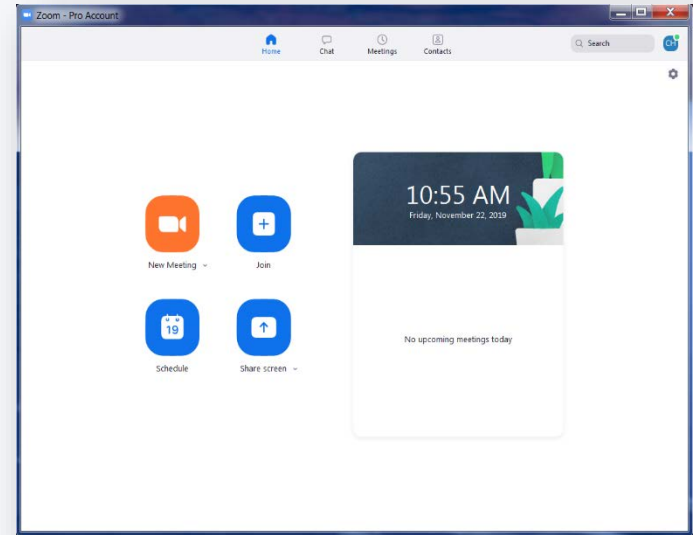 Zoom - Pro Account
Home Chat Meetings Contacts Search CH
10:55 AM
Friday, November 22, 2019
New Meeting Join
19
Schedule Share screen
No upcoming meetings today